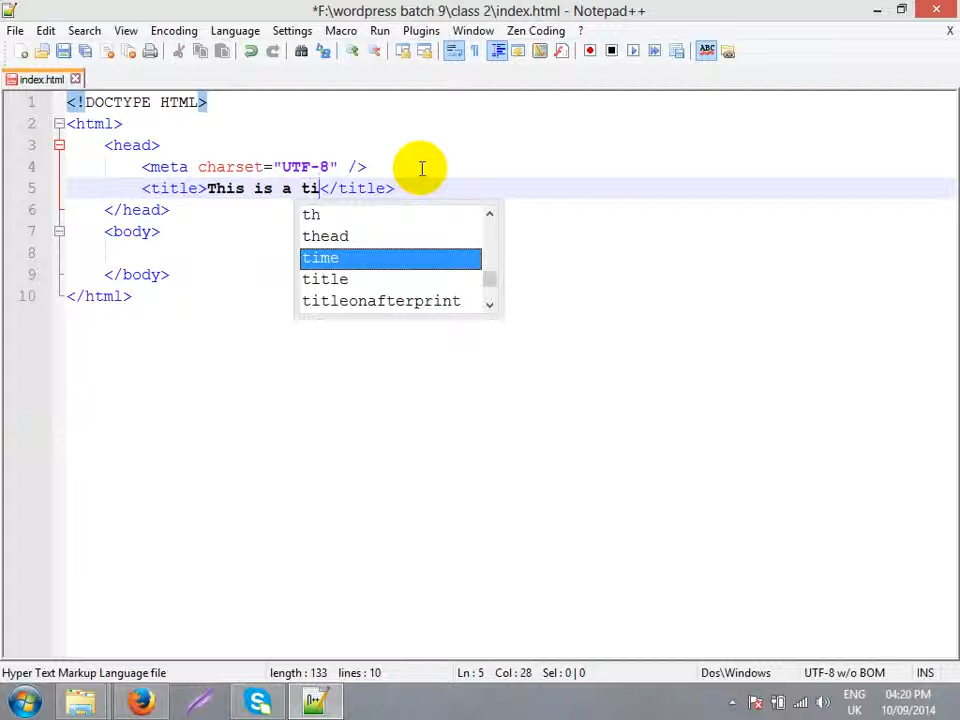 *F:\wordpress batch 9\class 2\index.html - Notepad++
File Edit Search View Encoding Language Settings Macro Run Plugins Window Zen Coding ? X
index.html
1 <!DOCTYPE HTML>
2 <html>
3 <head>
4 <meta charset="UTF-8" />
5 <title>This is a ti</title>
6 </head>
7 <body>
8
9 </body>
10 </html>
th
thead
time
title
titleonafterprint
Hyper Text Markup Language file length : 133 lines : 10 Ln : 5 Col : 28 Sel : 0 | 0 Dos\Windows UTF-8 w/o BOM INS
ENG 04:20 PM
UK 10/09/2014